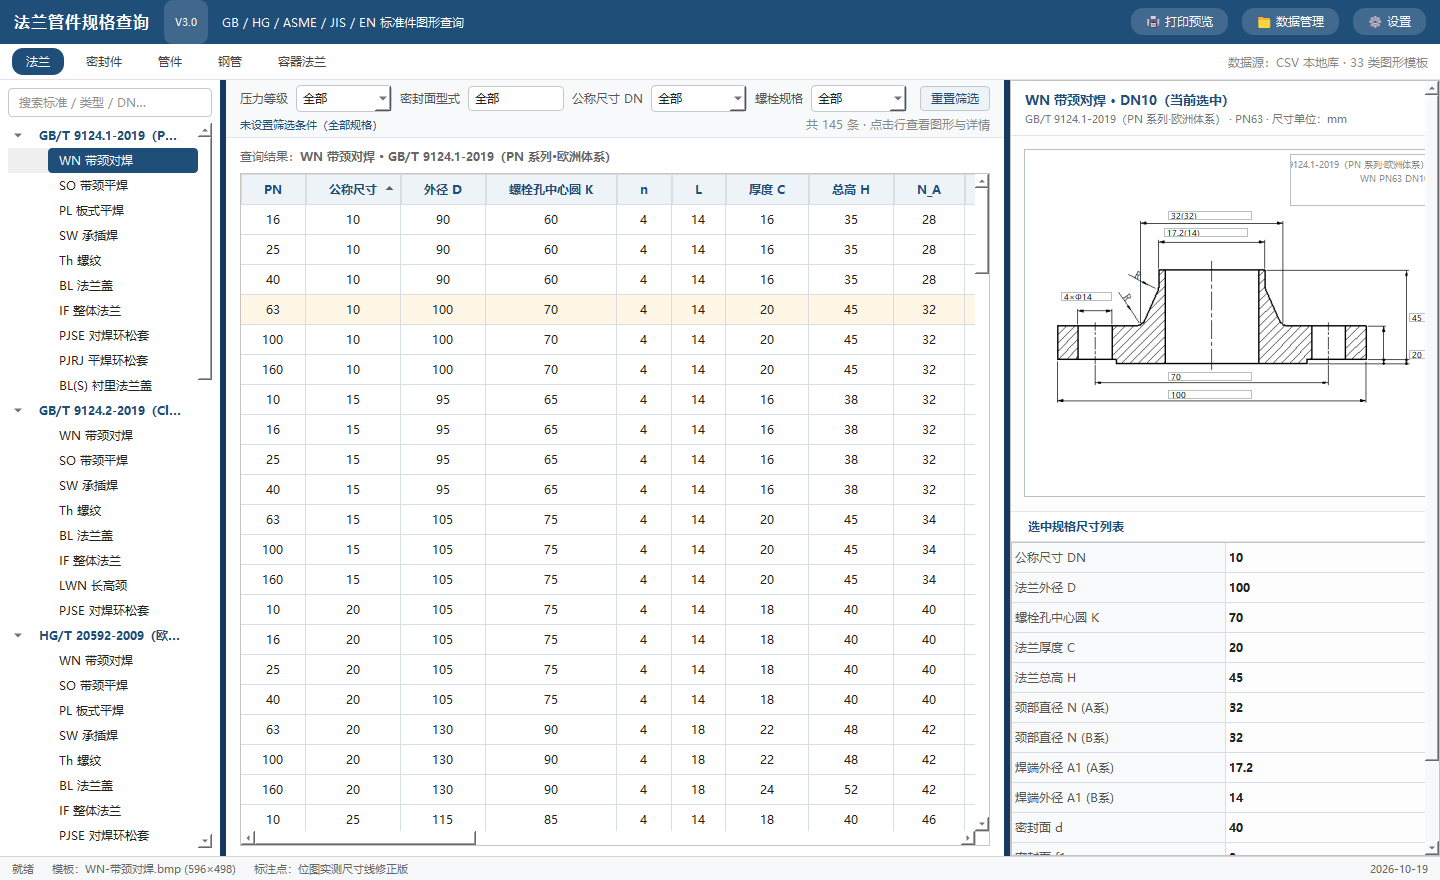 法兰管件规格查询 V3.0 GB / HG / ASME / JIS / EN 标准件图形查询 打印预览 数据管理 设置
法兰 密封件 管件 钢管 容器法兰 数据源：CSV 本地库 · 33 类图形模板
搜索标准 / 类型 / DN...
GB/T 9124.1-2019（P...
WN 带颈对焊
SO 带颈平焊
PL 板式平焊
SW 承插焊
Th 螺纹
BL 法兰盖
IF 整体法兰
PJSE 对焊环松套
PJRJ 平焊环松套
BL(S) 衬里法兰盖
GB/T 9124.2-2019（Cl...
WN 带颈对焊
SO 带颈平焊
SW 承插焊
Th 螺纹
BL 法兰盖
IF 整体法兰
LWN 长高颈
PJSE 对焊环松套
HG/T 20592-2009（欧...
WN 带颈对焊
SO 带颈平焊
PL 板式平焊
SW 承插焊
Th 螺纹
BL 法兰盖
IF 整体法兰
PJSE 对焊环松套
压力等级 全部 密封面型式 全部 公称尺寸 DN 全部 螺栓规格 全部 重置筛选
未设置筛选条件（全部规格） 共 145 条 · 点击行查看图形与详情
查询结果：WN 带颈对焊 • GB/T 9124.1-2019（PN 系列•欧洲体系）
PN 公称尺寸 外径 D 螺栓孔中心圆 K n L 厚度 C 总高 H N_A
16 10 90 60 4 14 16 35 28
25 10 90 60 4 14 16 35 28
40 10 90 60 4 14 16 35 28
63 10 100 70 4 14 20 45 32
100 10 100 70 4 14 20 45 32
160 10 100 70 4 14 20 45 32
10 15 95 65 4 14 16 38 32
16 15 95 65 4 14 16 38 32
25 15 95 65 4 14 16 38 32
40 15 95 65 4 14 16 38 32
63 15 105 75 4 14 20 45 34
100 15 105 75 4 14 20 45 34
160 15 105 75 4 14 20 45 34
10 20 105 75 4 14 18 40 40
16 20 105 75 4 14 18 40 40
25 20 105 75 4 14 18 40 40
40 20 105 75 4 14 18 40 40
63 20 130 90 4 18 22 48 42
100 20 130 90 4 18 22 48 42
160 20 130 90 4 18 24 52 42
10 25 115 85 4 14 18 40 46
WN 带颈对焊 • DN10（当前选中）
GB/T 9124.1-2019（PN 系列·欧洲体系） · PN63 · 尺寸单位：mm
9124.1-2019（PN 系列·欧洲体系）
WN PN63 DN10
32(32)
17.2(14)
R
R
4×Φ14
45
20
70
100
选中规格尺寸列表
公称尺寸 DN 10
法兰外径 D 100
螺栓孔中心圆 K 70
法兰厚度 C 20
法兰总高 H 45
颈部直径 N (A系) 32
颈部直径 N (B系) 32
焊端外径 A1 (A系) 17.2
焊端外径 A1 (B系) 14
密封面 d 40
就绪 模板：WN-带颈对焊.bmp (596×498) 标注点：位图实测尺寸线修正版 2026-10-19